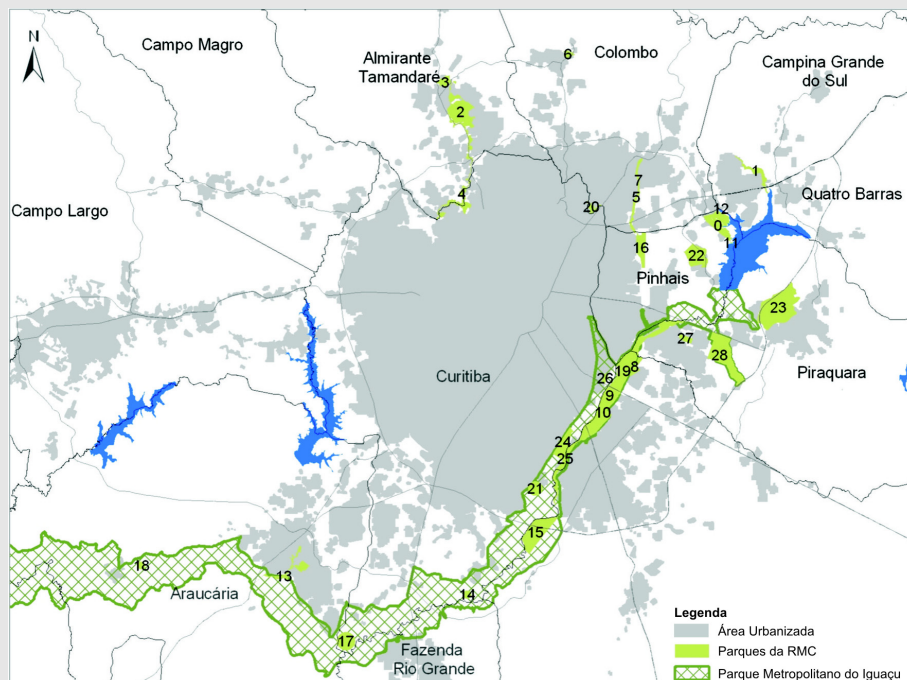 N
Campo Magro
Almirante
Tamandaré
6
Colombo
Campina Grande
do Sul
3
2
1
7
4
5
Quatro Barras
Campo Largo
20
12
0
16
11
22
Pinhais
23
27
28
Piraquara
Curitiba
26
19
8
9
10
24
25
21
15
18
13
14
Araucária
17
Fazenda
Rio Grande
Legenda
Área Urbanizada
Parques da RMC
Parque Metropolitano do Iguaçu